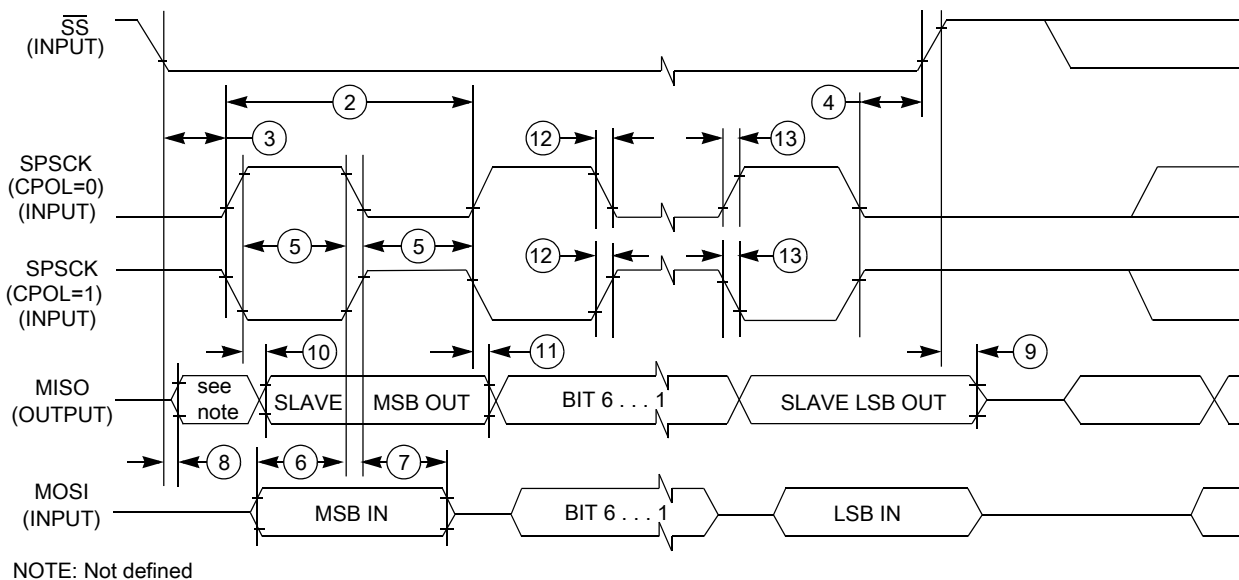 SS
(INPUT)
2
4
3
12
13
SPSCK
(CPOL=0)
(INPUT)
5
5
SPSCK
(CPOL=1)
(INPUT)
12
13
10
11
9
MISO
(OUTPUT)
see
note
SLAVE
MSB OUT
BIT 6 . . . 1
SLAVE LSB OUT
8
6
7
MOSI
(INPUT)
MSB IN
BIT 6 . . . 1
LSB IN
NOTE: Not defined